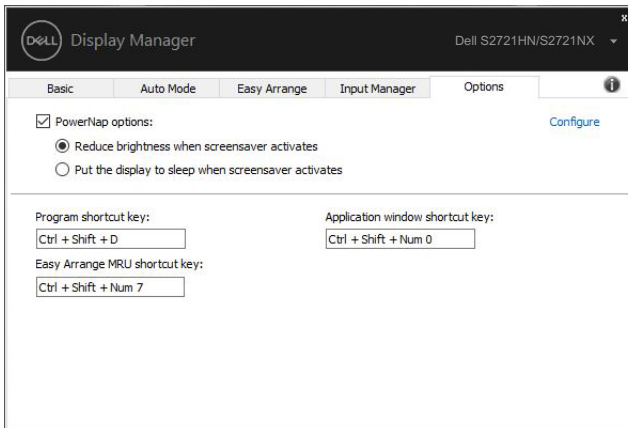 x
DELL Display Manager
Dell S2721HN/S2721NX
Basic Auto Mode Easy Arrange Input Manager Options
PowerNap options: Configure
Reduce brightness when screensaver activates
Put the display to sleep when screensaver activates
Program shortcut key: Application window shortcut key:
Ctrl + Shift + D Ctrl + Shift + Num 0
Easy Arrange MRU shortcut key:
Ctrl + Shift + Num 7